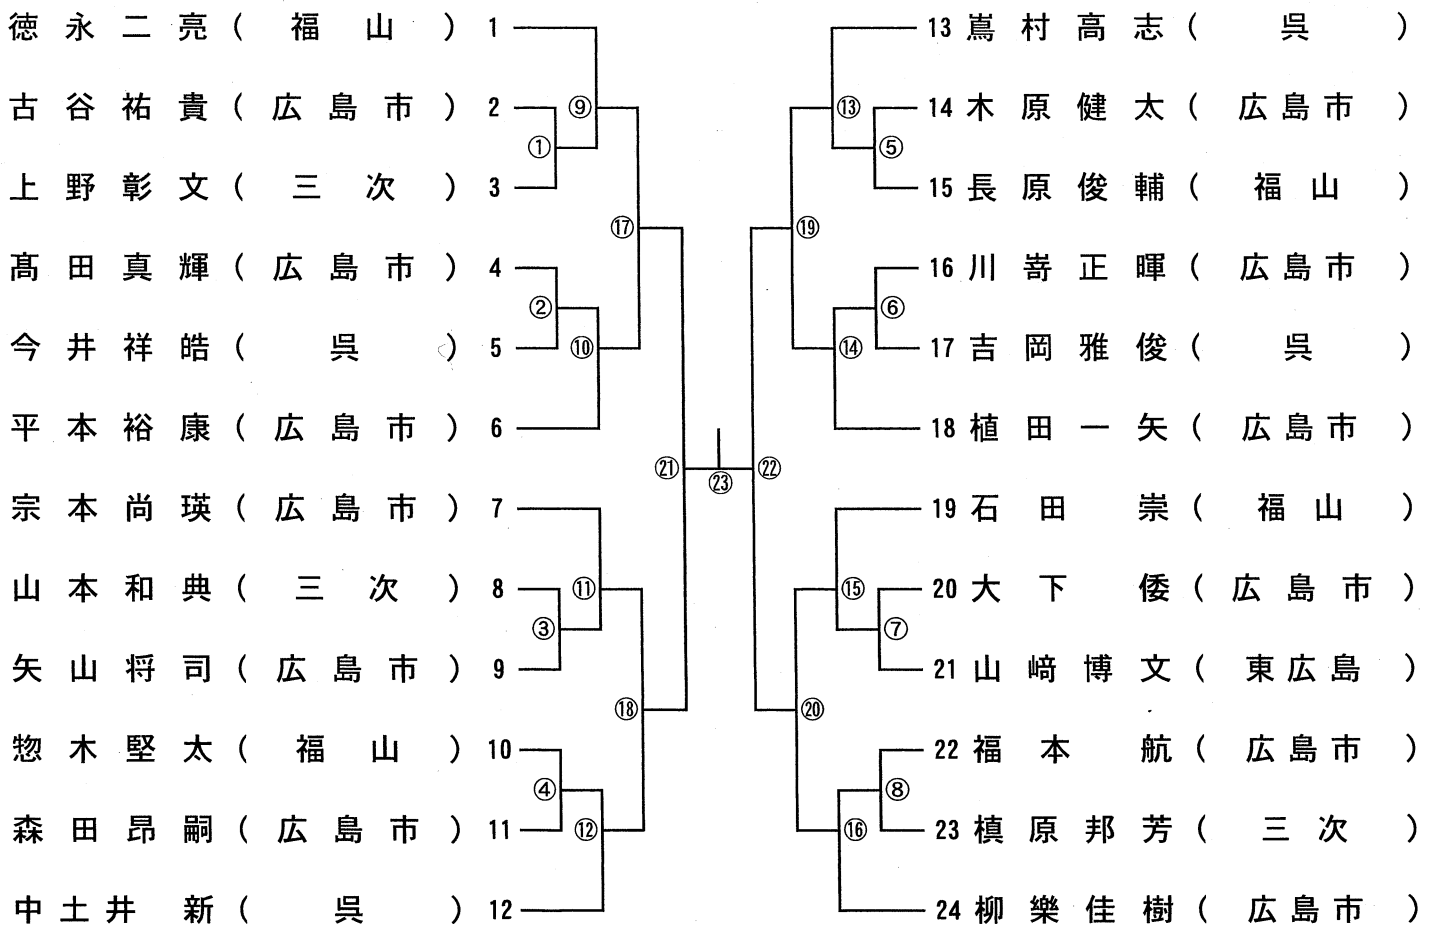 徳永二亮(福山) 1
古谷祐貴(広島市) 2
上野彰文(三次) 3
髙田真輝(広島市) 4
今井祥皓(呉) 5
平本裕康(広島市) 6
宗本尚瑛(広島市) 7
山本和典(三次) 8
矢山将司(広島市) 9
惣木堅太(福山) 10
森田昂嗣(広島市) 11
中土井新(呉) 12
⑨
①
⑰
②
⑩
㉑
⑪
③
⑱
④
⑫
㉓
⑬
⑤
⑲
⑥
⑭
㉒
⑮
⑦
⑳
⑧
⑯
13 嶌村高志(呉)
14 木原健太(広島市)
15 長原俊輔(福山)
16 川嵜正暉(広島市)
17 吉岡雅俊(呉)
18 植田一矢(広島市)
19 石田崇(福山)
20 大下倭(広島市)
21 山﨑博文(東広島)
22 福本航(広島市)
23 槙原邦芳(三次)
24 柳樂佳樹(広島市)